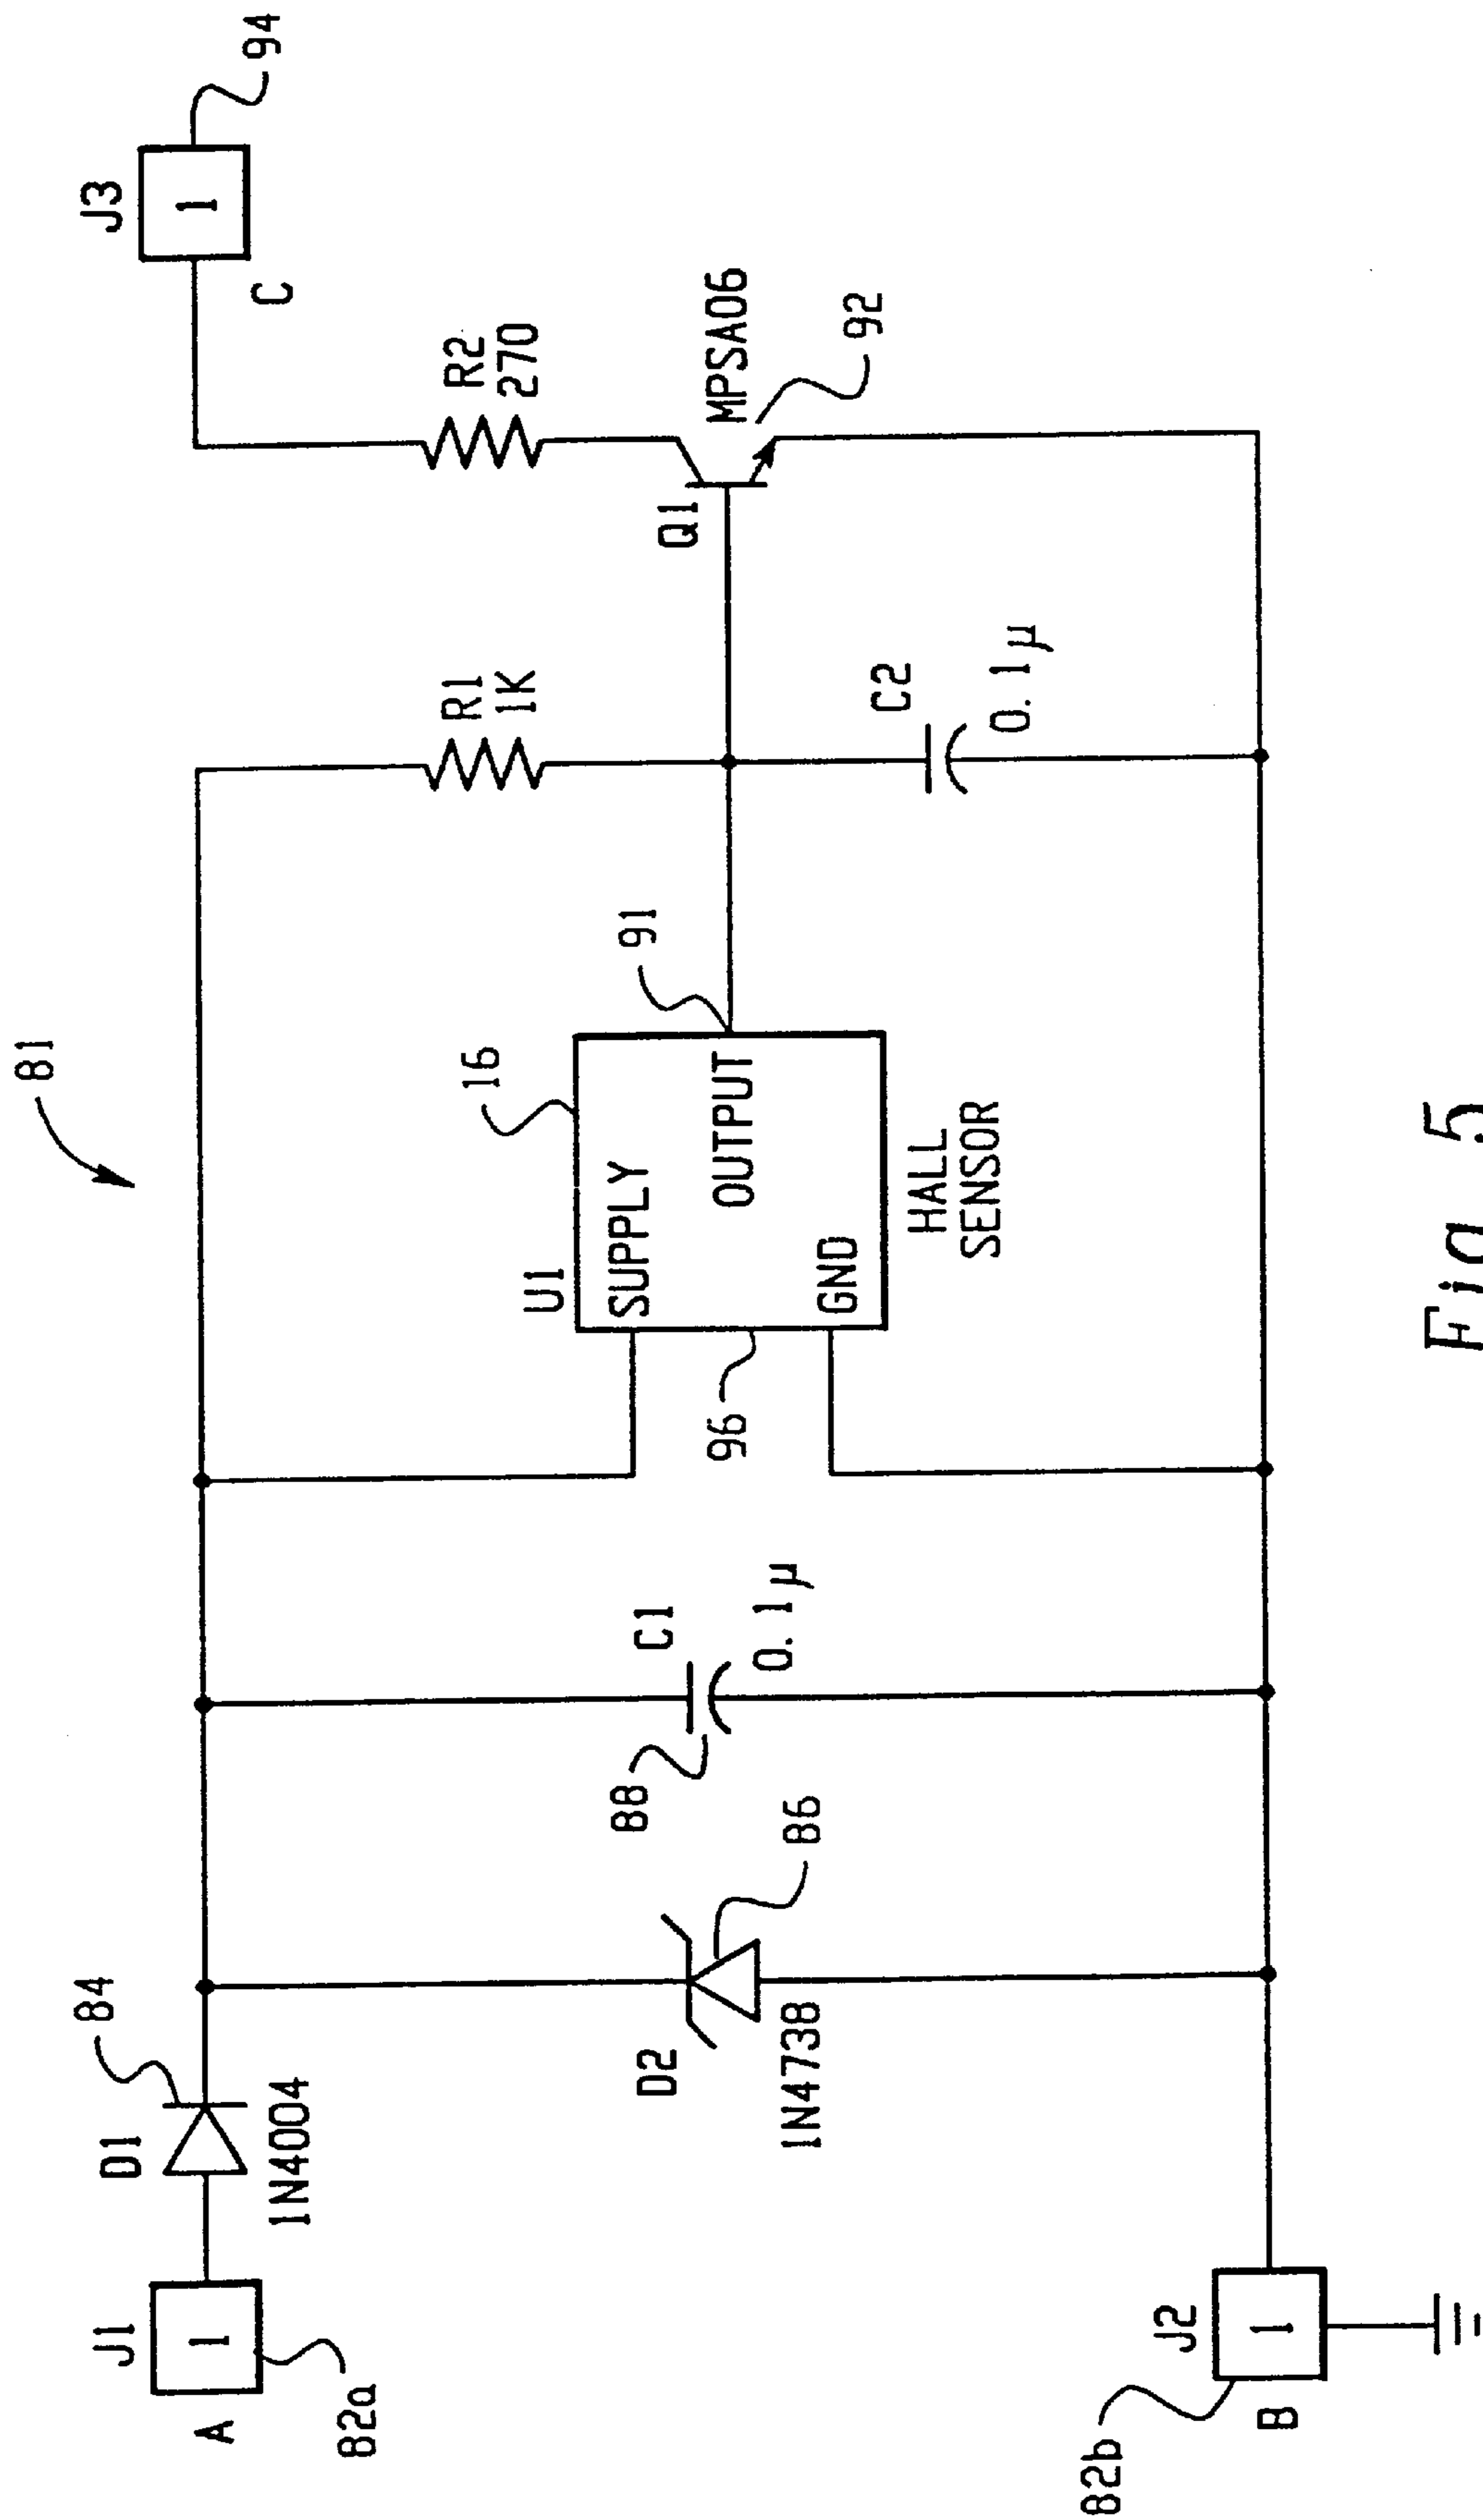 81
J1
1
A
82a
D1
84
1N4004
D2
86
1N4738
88
C1
0.1μ
U1
16
SUPPLY
OUTPUT
GND
91
96
HALL
SENSOR
R1
1K
C2
0.1μ
Q1
MPSA06
92
R2
270
J3
1
C
94
J2
1
B
82b
Fig. 5